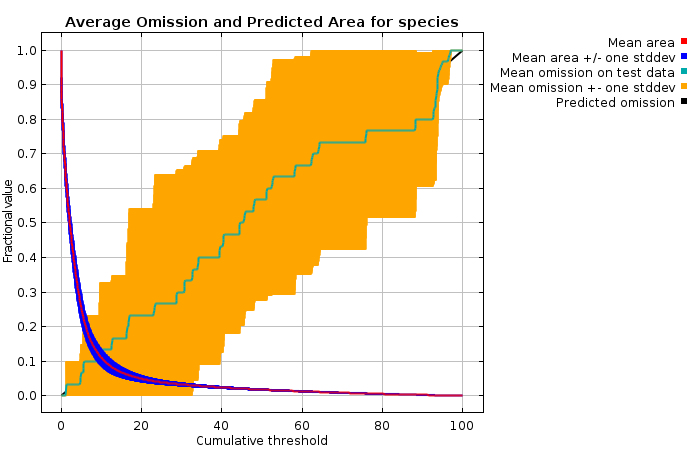 Average Omission and Predicted Area for species
Mean area
Mean area +/- one stddev
Mean omission on test data
Mean omission +- one stddev
Predicted omission
Fractional value
1.0
0.9
0.8
0.7
0.6
0.5
0.4
0.3
0.2
0.1
0.0
0 20 40 60 80 100
Cumulative threshold